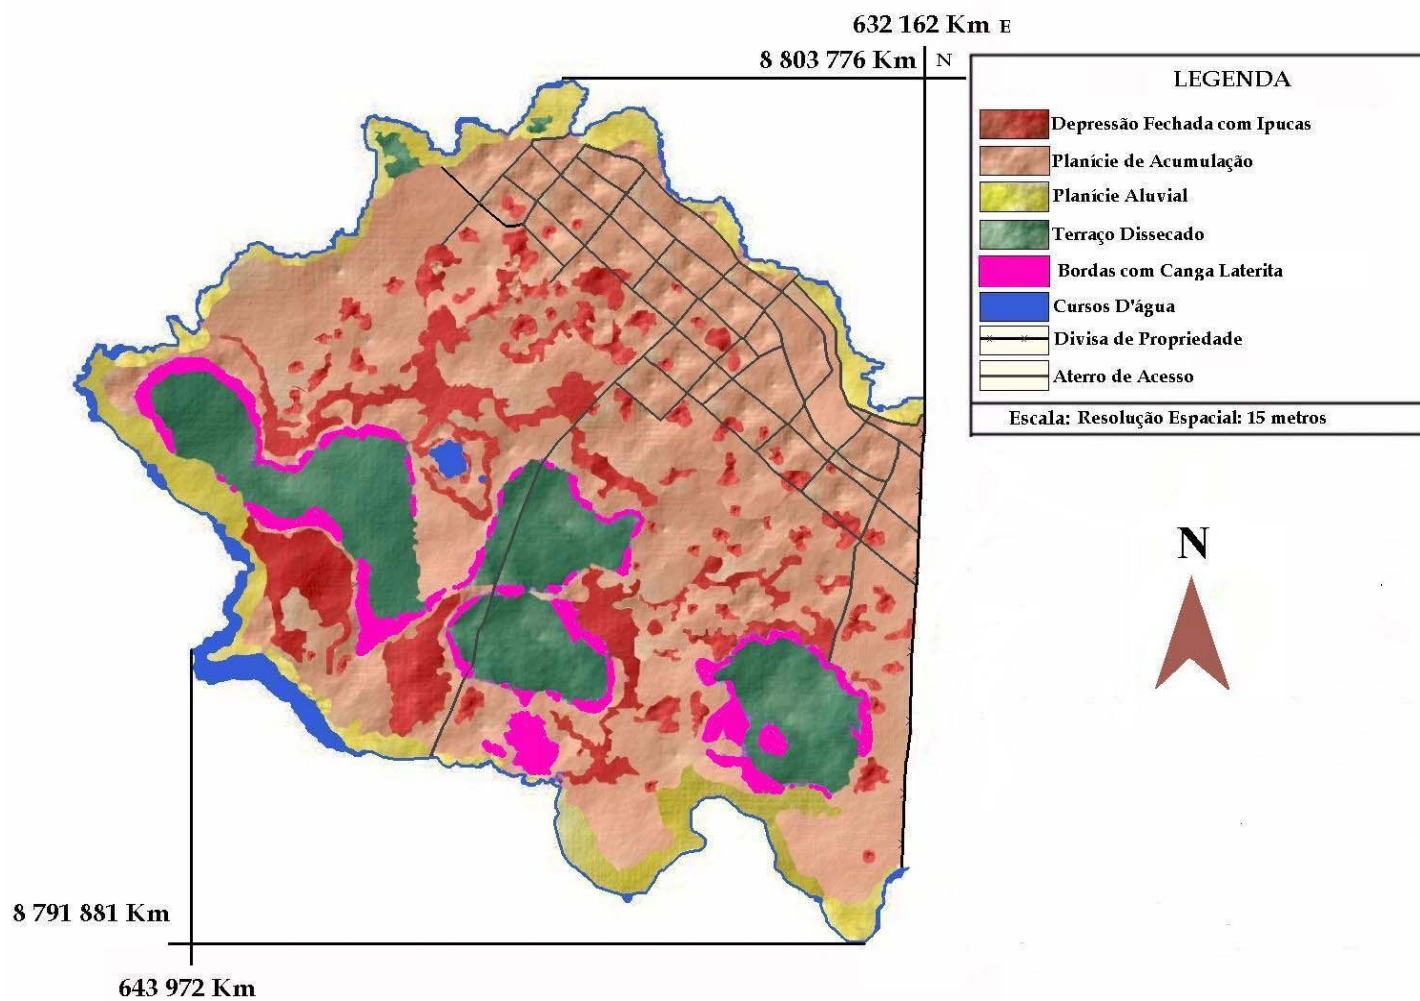 632 162 Km E
8 803 776 Km N
LEGENDA
Depressão Fechada com Ipucas
Planície de Acumulação
Planície Aluvial
Terraço Dissecado
Bordas com Canga Laterita
Cursos D'água
Divisa de Propriedade
Aterro de Acesso
Escala: Resolução Espacial: 15 metros
N
8 791 881 Km
643 972 Km